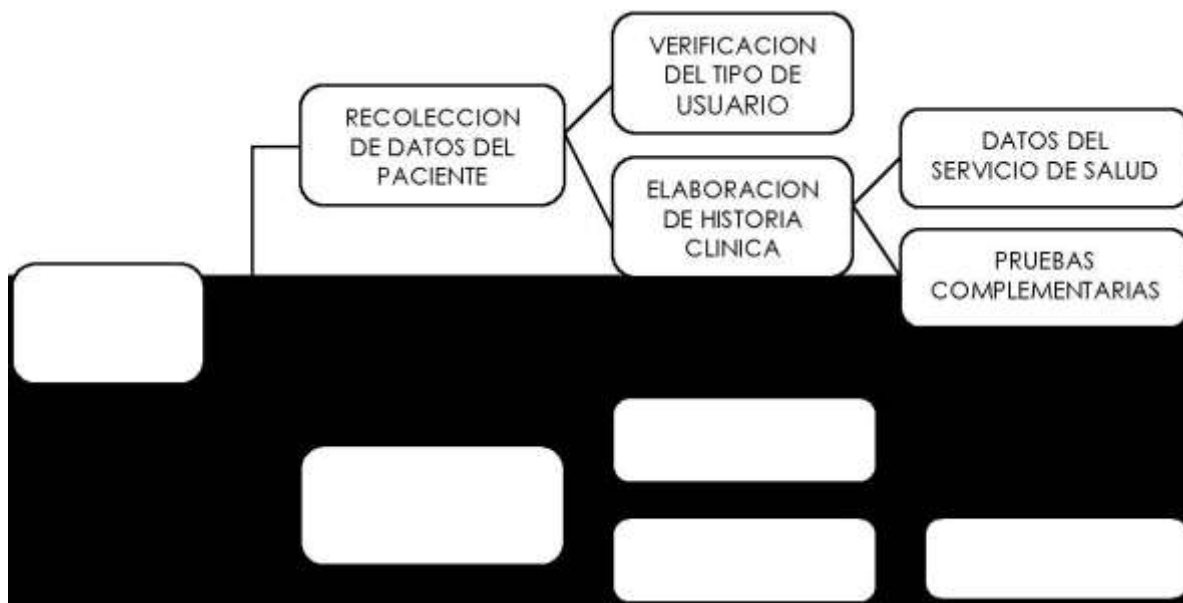 VERIFICACION
DEL TIPO DE
USUARIO
RECOLECCION
DE DATOS DEL
PACIENTE
ELABORACION
DE HISTORIA
CLINICA
DATOS DEL
SERVICIO DE SALUD
PRUEBAS
COMPLEMENTARIAS